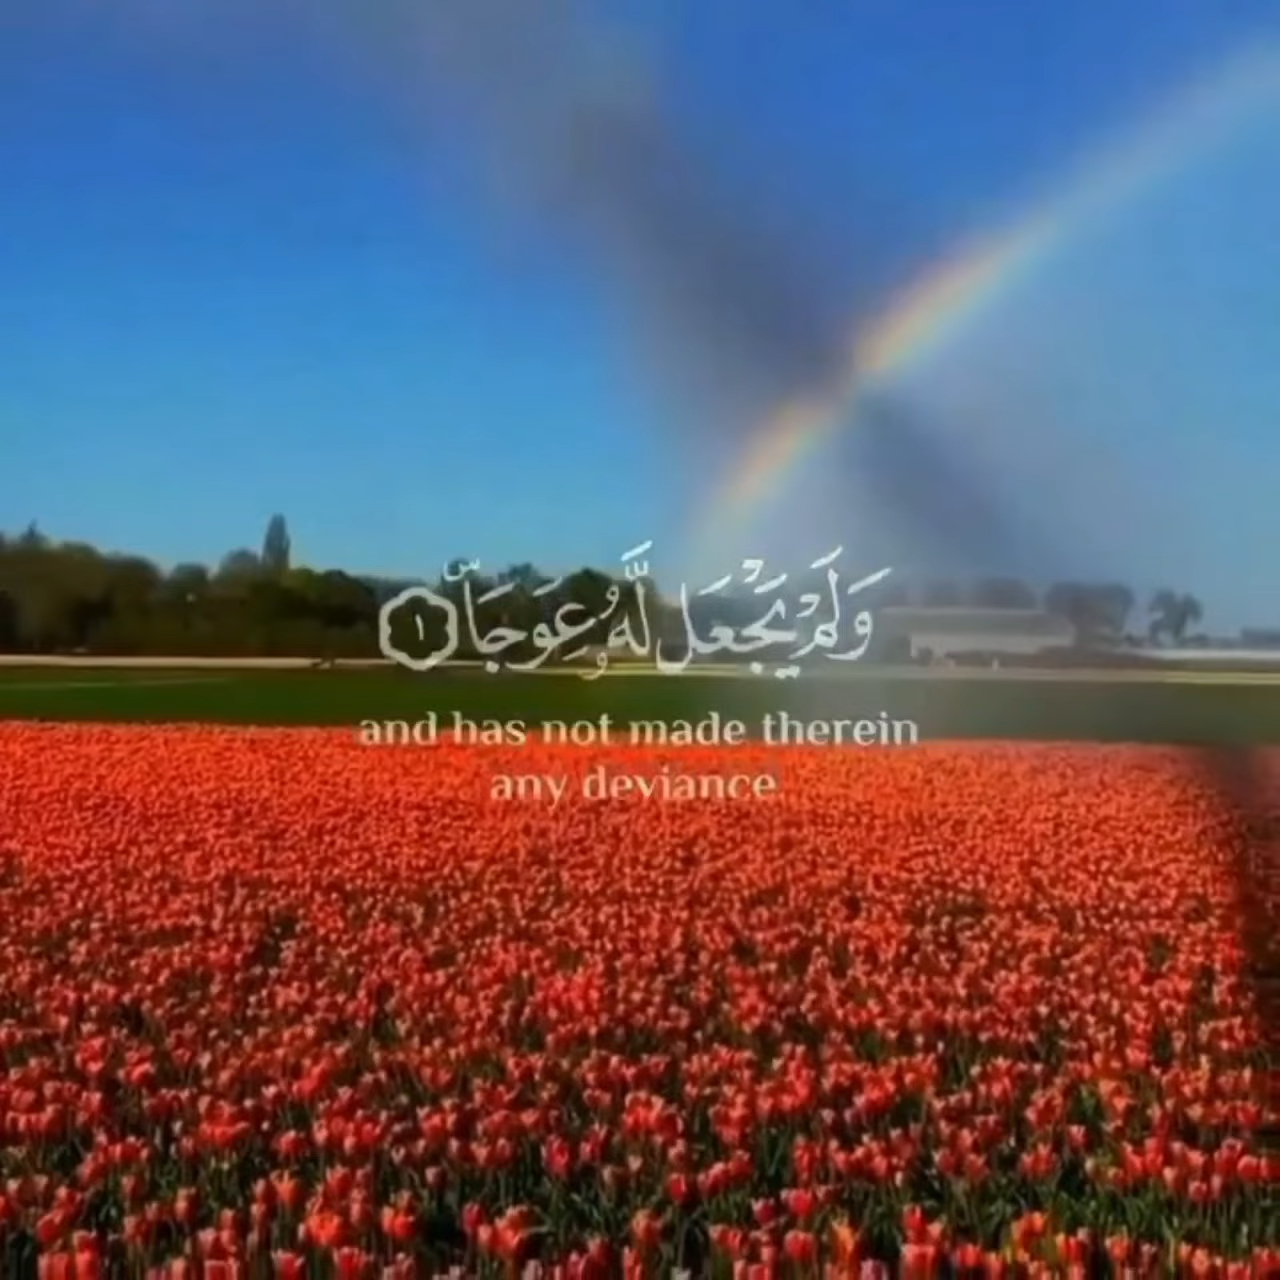 وَلَمْ يَجْعَل لَّهُۥ عِوَجَاۜ ١
and has not made therein
any deviance